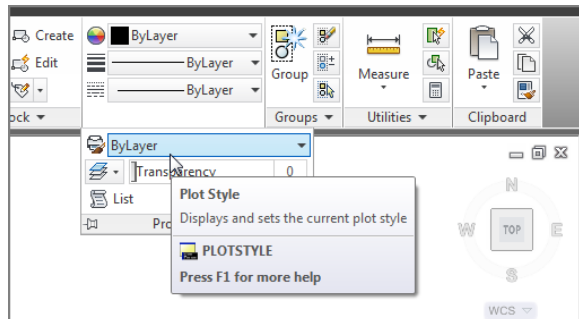 Create
ByLayer
Edit
ByLayer
ByLayer
Group
Measure
Paste
ock
Groups
Utilities
Clipboard
ByLayer
Transparency
0
List
Pro
Plot Style
Displays and sets the current plot style
PLOTSTYLE
Press F1 for more help
N
W
TOP
E
S
WCS